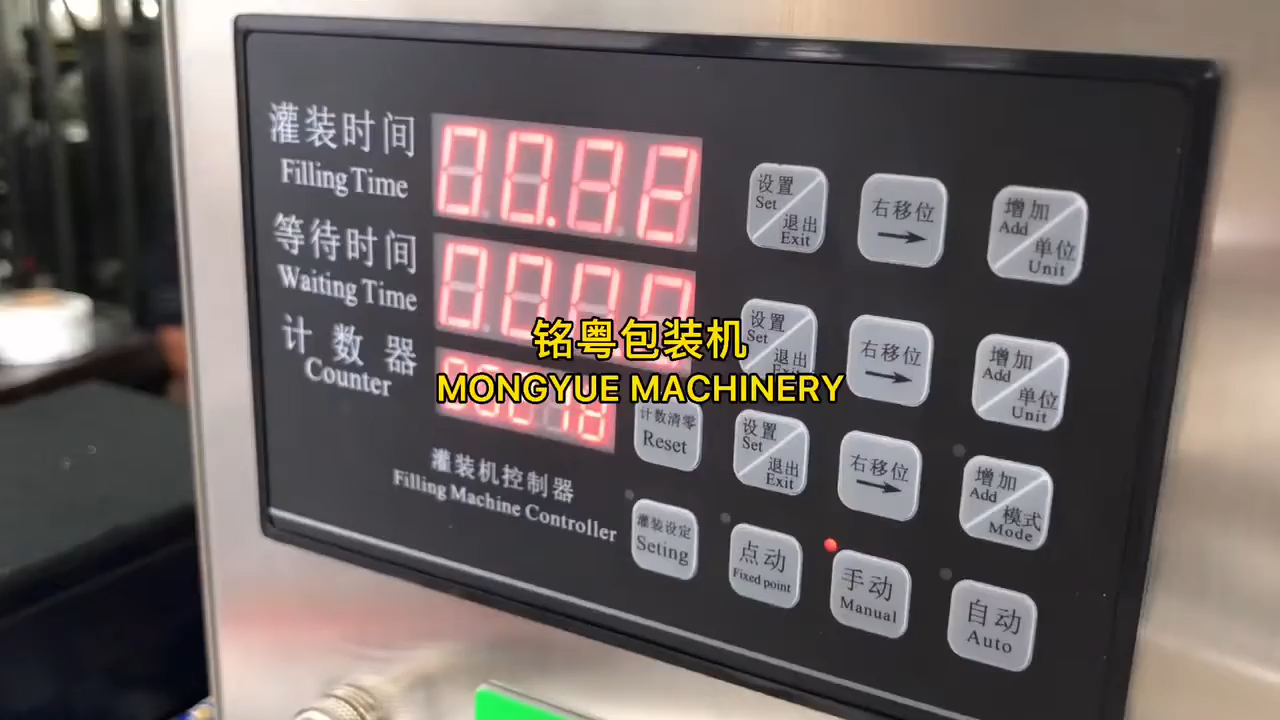 灌装时间
Filling Time
等待时间
Waiting Time
计数器
Counter
灌装机控制器
Filling Machine Controller
设置
Set
退出
Exit
右移位
增加
Add
单位
Unit
铭粤包装机
MONGYUE MACHINERY
设置
Set
退出
右移位
增加
Add
单位
Unit
计数清零
Reset
设置
Set
退出
Exit
右移位
增加
Add
模式
Mode
灌装设定
Seting
点动
Fixed point
手动
Manual
自动
Auto